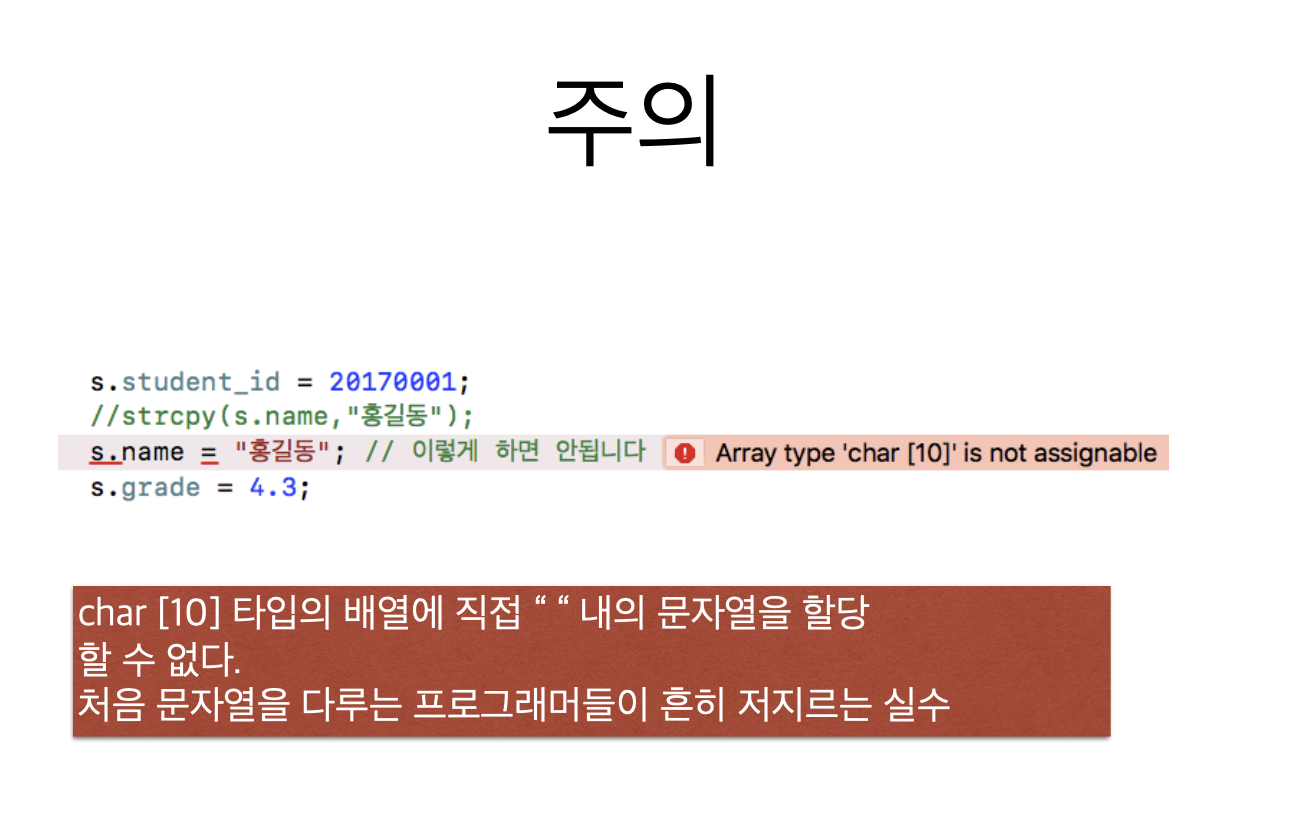 주의
s.student_id = 20170001;
//strcpy(s.name,"홍길동");
s.name = "홍길동"; // 이렇게 하면 안됩니다 Array type 'char [10]' is not assignable
s.grade = 4.3;
char [10] 타입의 배열에 직접 “ “ 내의 문자열을 할당
할 수 없다.
처음 문자열을 다루는 프로그래머들이 흔히 저지르는 실수